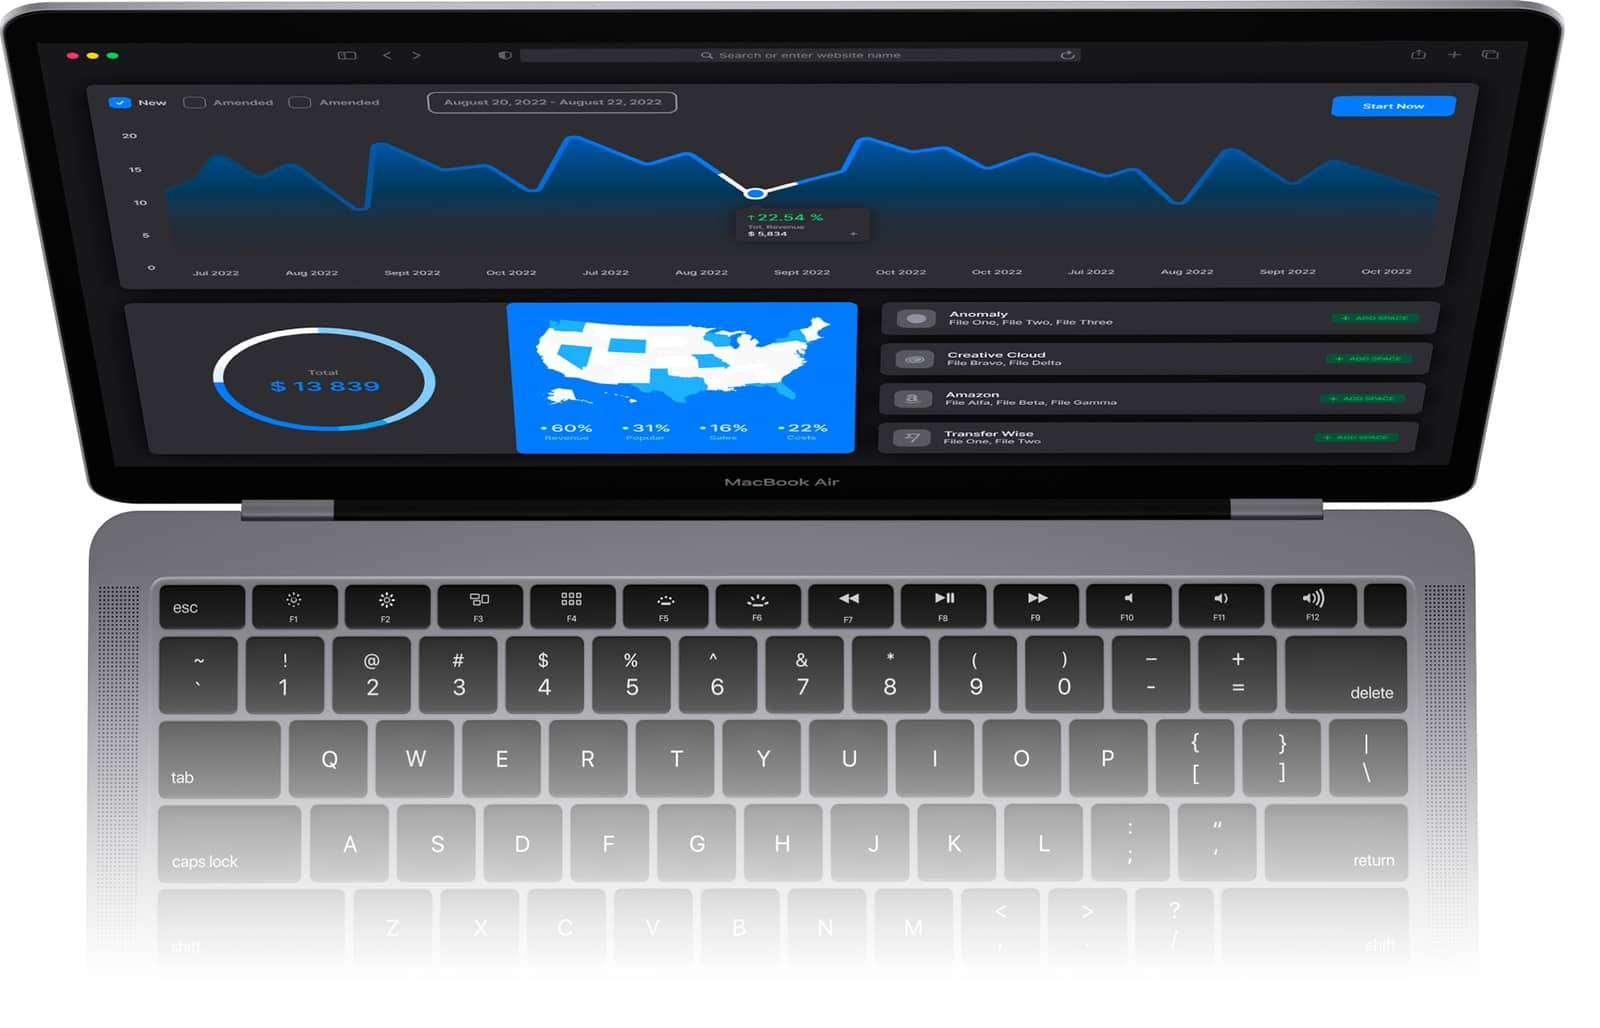 Search or enter website name
New Amended Amended August 20, 2022 - August 22, 2022 Start Now
20
15
10
5
0
↑22.54 %
Tot. Revenue
$ 5,834 +
Jul 2022 Aug 2022 Sept 2022 Oct 2022 Jul 2022 Aug 2022 Sept 2022 Oct 2022 Oct 2022 Jul 2022 Aug 2022 Sept 2022 Oct 2022
Total
$ 13 839
•60% •31% •16% •22%
Revenue Popular Sales Costs
Anomaly
File One, File Two, File Three
+ ADD SPACE
Creative Cloud
File Bravo, File Delta
+ ADD SPACE
a
Amazon
File Alfa, File Beta, File Gamma
+ ADD SPACE
Transfer Wise
File One, File Two
+ ADD SPACE
MacBook Air
esc F1 F2 F3 F4 F5 F6 F7 F8 F9 F10 F11 F12
~ ! @ # $ % ^ & * ( ) – +
` 1 2 3 4 5 6 7 8 9 0 - = delete
tab Q W E R T Y U I O P { [ } ] | \
caps lock A S D F G H J K L : ; “ ‘ return
shift Z X C V B N M < , > . ? / shift